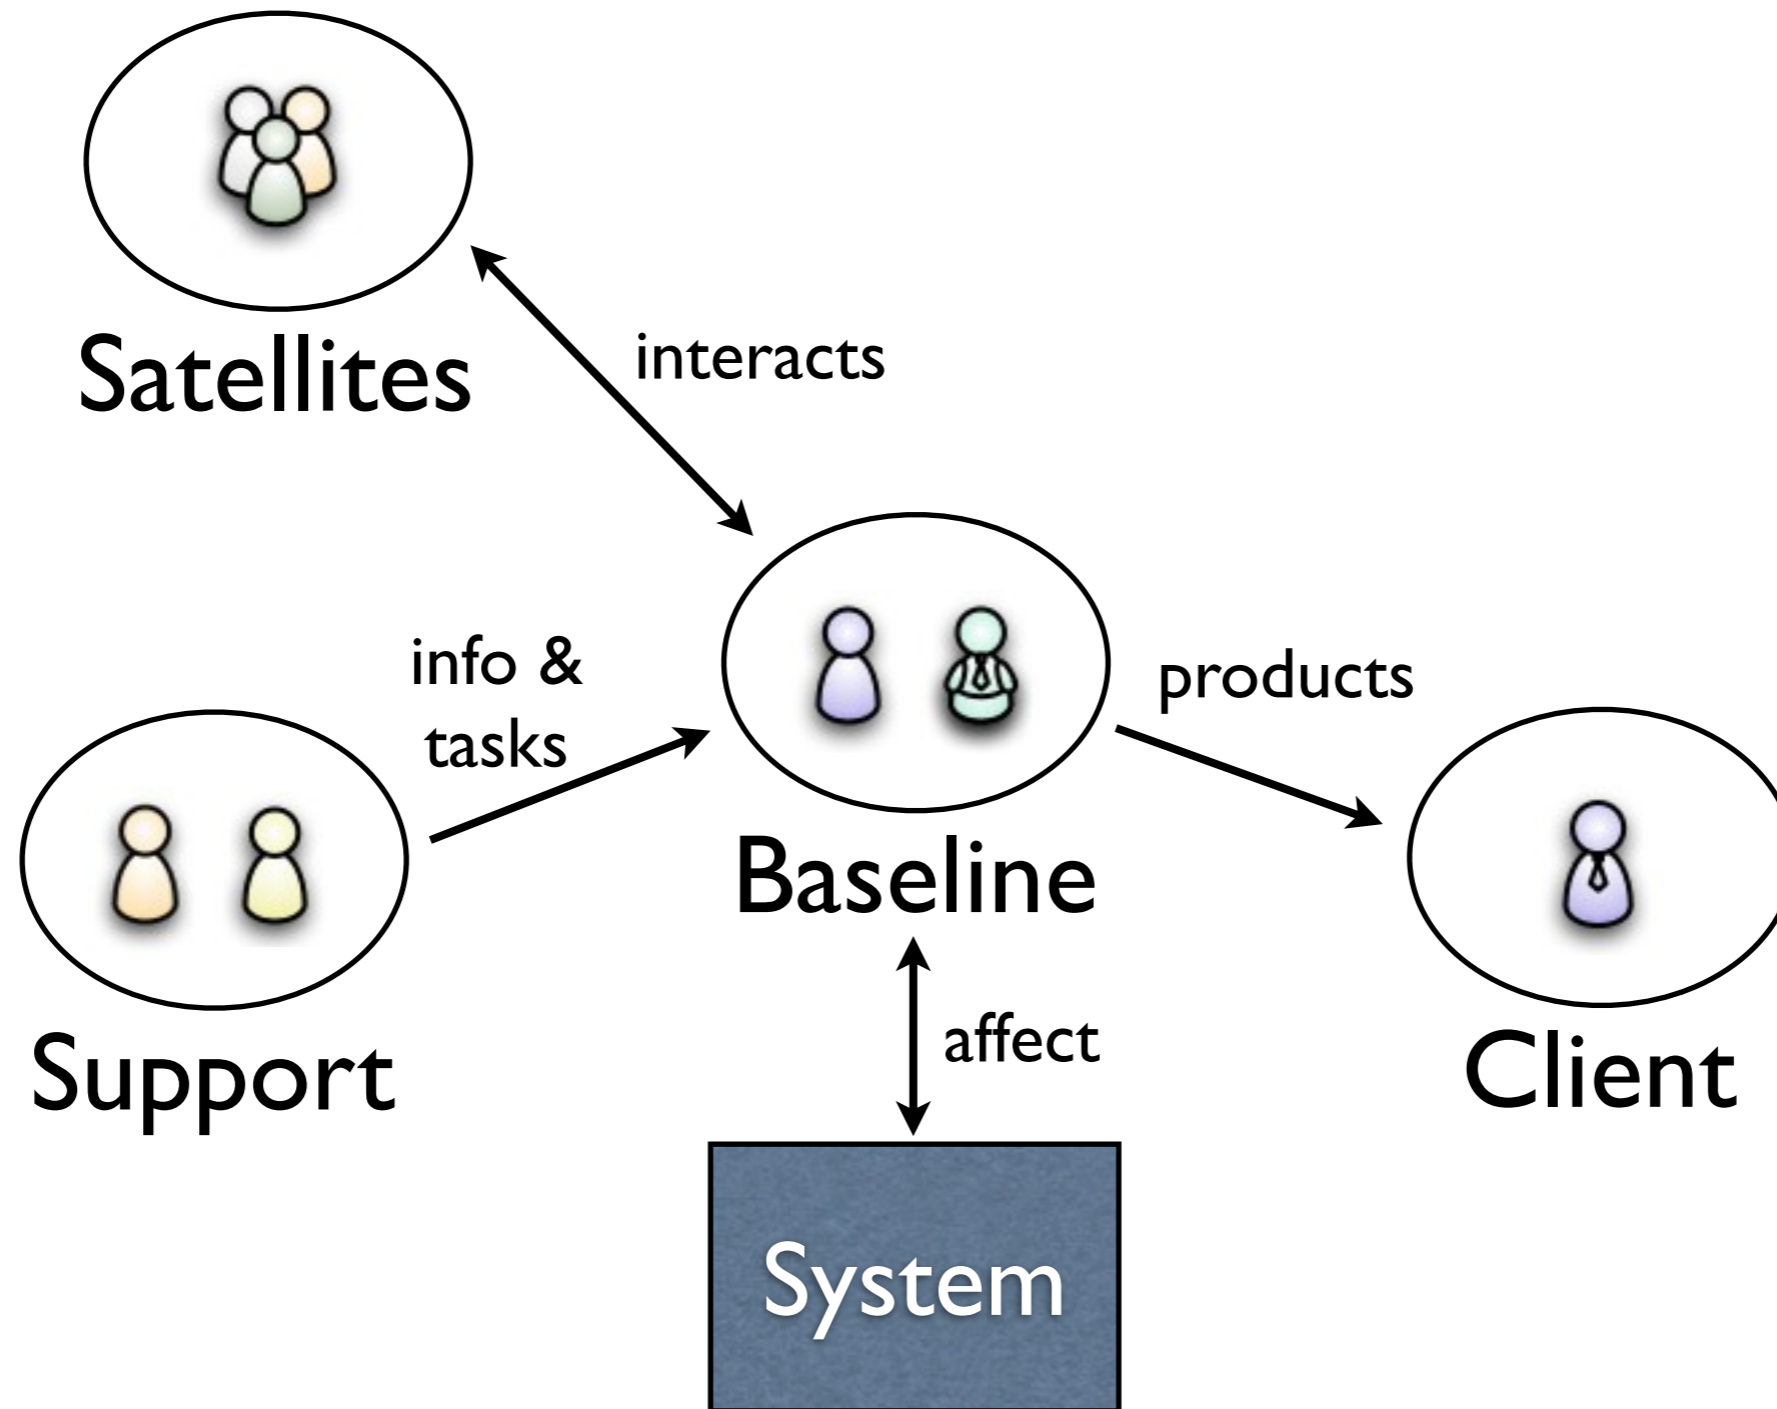 Satellites
interacts
info &
tasks
products
Baseline
Support
affect
Client
System